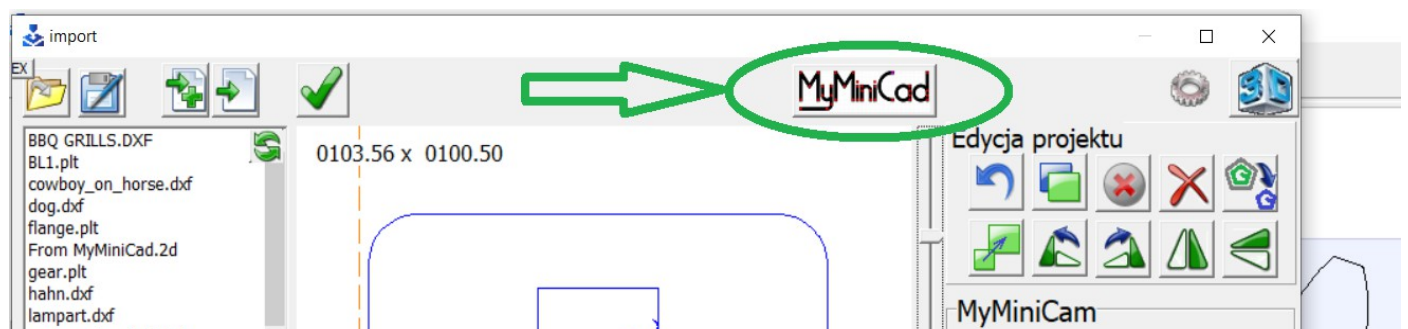 import
EX
MyMiniCad
3D
BBQ GRILLS.DXF
BL1.plt
cowboy_on_horse.dxf
dog.dxf
flange.plt
From MyMiniCad.2d
gear.plt
hahn.dxf
lampart.dxf
0103.56 x 0100.50
Edycja projektu
G
G
MyMiniCam